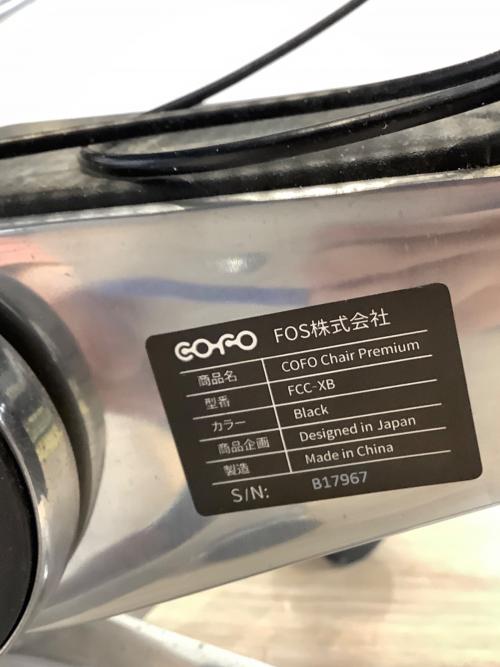 COFO FOS株式会社
商品名 COFO Chair Premium
型番 FCC-XB
カラー Black
商品企画 Designed in Japan
製造 Made in China
S/N: B17967